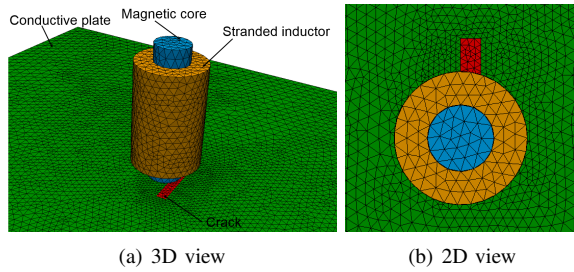 Magnetic core
Conductive plate
Stranded inductor
Crack
(a) 3D view
(b) 2D view